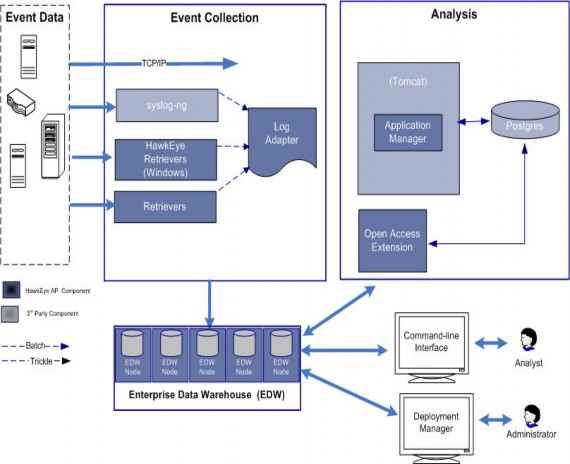 Event Data
Event Collection
Analysis
TCP/IP
syslog-ng
HawkEye
Retrievers
(Windows)
Retrievers
Log
Adapter
(Tomcat)
Application
Manager
Postgres
Open Access
Extension
HawkEye AP Component
3rd Party Component
Batch
Trickle
EDW
Node
EDW
Node
EDW
Node
EDW
Node
EDW
Node
Enterprise Data Warehouse (EDW)
Command-line
Interface
Analyst
Deployment
Manager
Administrator